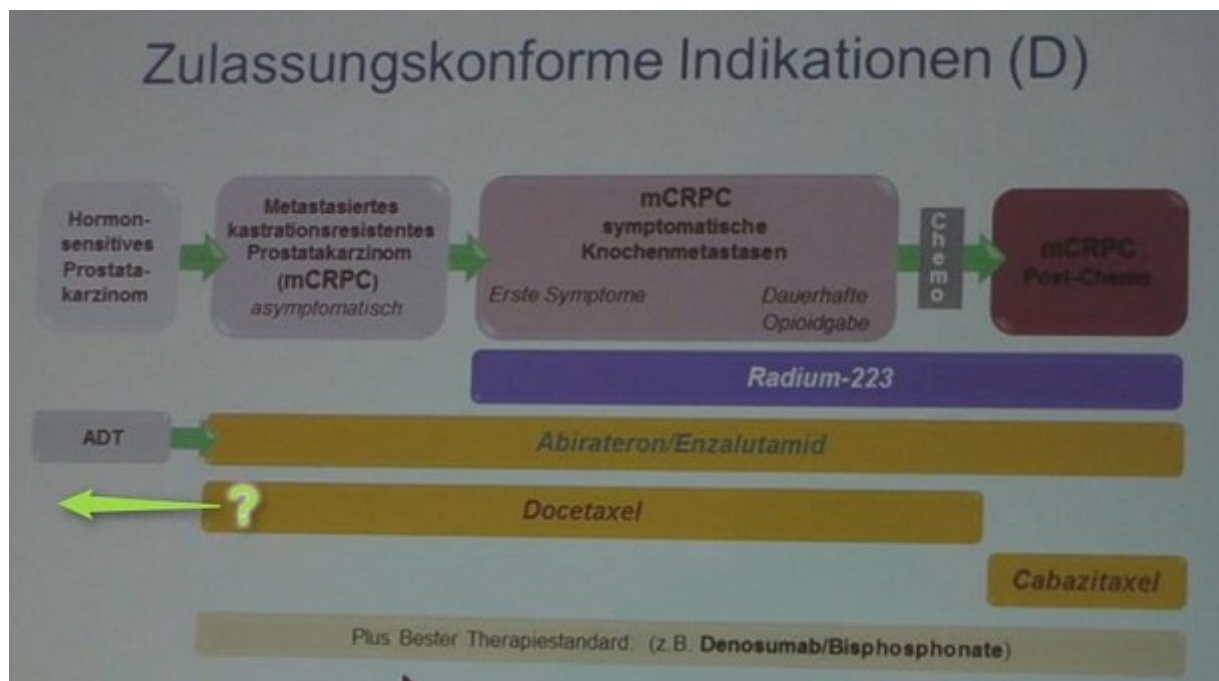 Zulassungskonforme Indikationen (D)
Hormon-
sensitives
Prostata-
karzinom
Metastasiertes
kastrationsresistentes
Prostatakarzinom
(mCRPC)
asymptomatisch
mCRPC
symptomatische
Knochenmetastasen
Erste Symptome
Dauerhafte
Opioidgabe
Chemo
mCRPC
Post-Chemo
Radium-223
ADT
Abirateron/Enzalutamid
?
Docetaxel
Cabazitaxel
Plus Bester Therapiestandard: (z.B. Denosumab/Bisphosphonate)